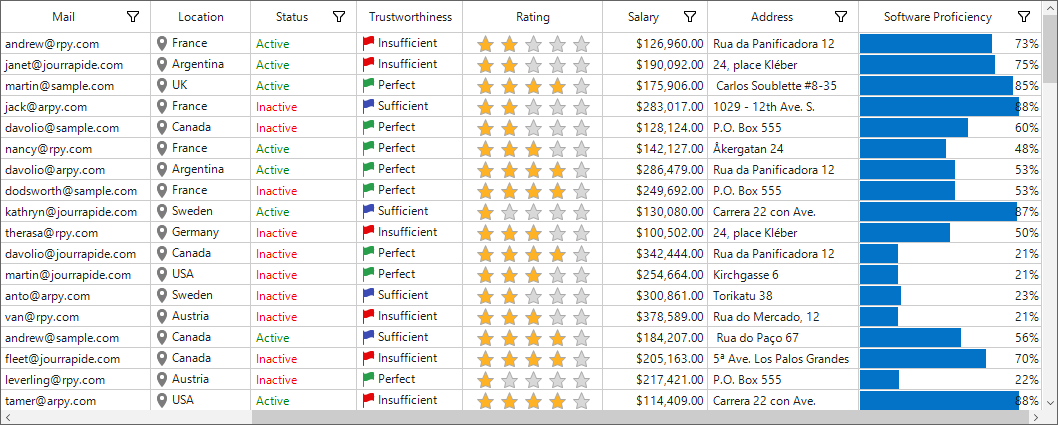 Mail Location Status Trustworthiness Rating Salary Address Software Proficiency
andrew@rpy.com France Active Insufficient $126,960.00 Rua da Panificadora 12 73%
janet@jourrapide.com Argentina Active Insufficient $190,092.00 24, place Kléber 75%
martin@sample.com UK Active Perfect $175,906.00 Carlos Soublette #8-35 85%
jack@arpy.com France Inactive Sufficient $283,017.00 1029 - 12th Ave. S. 88%
davolio@sample.com Canada Inactive Perfect $128,124.00 P.O. Box 555 60%
nancy@rpy.com France Active Perfect $142,127.00 Åkergatan 24 48%
davolio@arpy.com Argentina Active Perfect $286,479.00 Rua da Panificadora 12 53%
dodsworth@sample.com France Inactive Perfect $249,692.00 P.O. Box 555 53%
kathryn@jourrapide.com Sweden Active Sufficient $130,080.00 Carrera 22 con Ave. 87%
therasa@rpy.com Germany Inactive Insufficient $100,502.00 24, place Kléber 50%
davolio@jourrapide.com Canada Active Perfect $342,444.00 Rua da Panificadora 12 21%
martin@jourrapide.com USA Active Perfect $254,664.00 Kirchgasse 6 21%
anto@arpy.com Sweden Inactive Sufficient $300,861.00 Torikatu 38 23%
van@rpy.com Austria Inactive Insufficient $378,589.00 Rua do Mercado, 12 21%
andrew@sample.com Canada Active Sufficient $184,207.00 Rua do Paço 67 56%
fleet@jourrapide.com Canada Inactive Insufficient $205,163.00 5ª Ave. Los Palos Grandes 70%
leverling@rpy.com Austria Inactive Perfect $217,421.00 P.O. Box 555 22%
tamer@arpy.com USA Active Insufficient $114,409.00 Carrera 22 con Ave. 88%